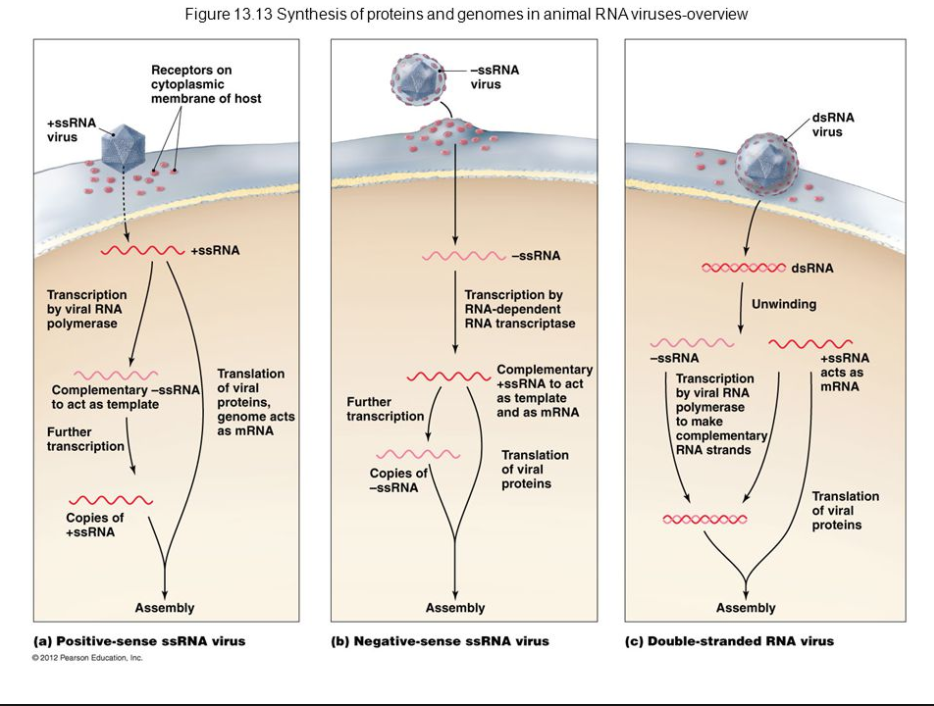 Figure 13.13 Synthesis of proteins and genomes in animal RNA viruses-overview
Receptors on
cytoplasmic
membrane of host
+ssRNA
virus
+ssRNA
Transcription
by viral RNA
polymerase
Complementary –ssRNA
to act as template
Translation
of viral
proteins,
genome acts
as mRNA
Further
transcription
Copies of
+ssRNA
Assembly
(a) Positive-sense ssRNA virus
–ssRNA
virus
–ssRNA
Transcription by
RNA-dependent
RNA transcriptase
Complementary
+ssRNA to act
as template
and as mRNA
Further
transcription
Copies of
–ssRNA
Translation
of viral
proteins
Assembly
(b) Negative-sense ssRNA virus
dsRNA
virus
dsRNA
Unwinding
–ssRNA
+ssRNA
acts as
mRNA
Transcription
by viral RNA
polymerase
to make
complementary
RNA strands
Translation
of viral
proteins
Assembly
(c) Double-stranded RNA virus
© 2012 Pearson Education, Inc.